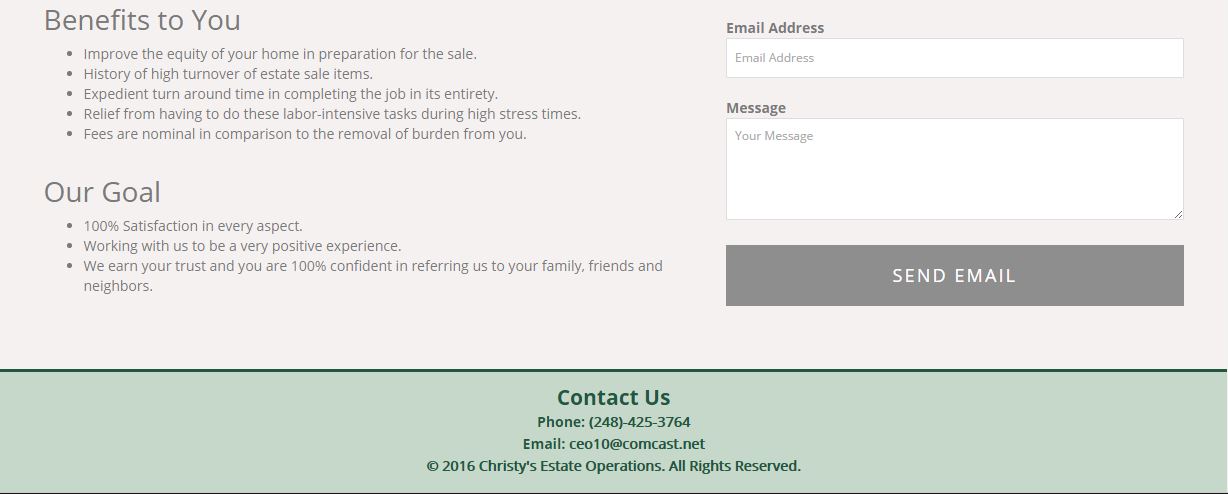 Benefits to You
Improve the equity of your home in preparation for the sale.
History of high turnover of estate sale items.
Expedient turn around time in completing the job in its entirety.
Relief from having to do these labor-intensive tasks during high stress times.
Fees are nominal in comparison to the removal of burden from you.
Our Goal
100% Satisfaction in every aspect.
Working with us to be a very positive experience.
We earn your trust and you are 100% confident in referring us to your family, friends and
neighbors.
Email Address
Email Address
Message
Your Message
SEND EMAIL
Contact Us
Phone: (248)-425-3764
Email: ceo10@comcast.net
© 2016 Christy's Estate Operations. All Rights Reserved.